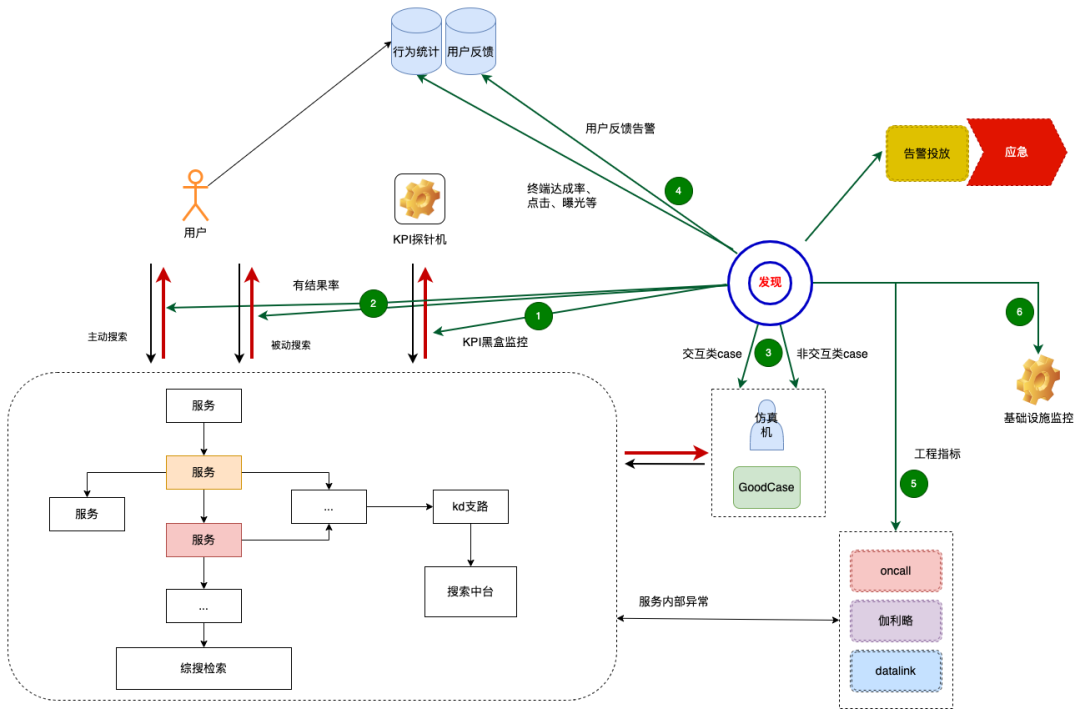 行为统计
用户反馈
用户反馈告警
告警投放
应急
终端达成率、
点击、曝光等
4
用户
KPI探针机
发现
有结果率
2
1
6
主动搜索
被动搜索
KPI黑盒监控
交互类case
3
非交互类case
基础设施监控
服务
仿真
机
工程指标
服务
GoodCase
5
服务
...
kd支路
服务
oncall
搜索中台
服务内部异常
...
伽利略
综搜检索
datalink